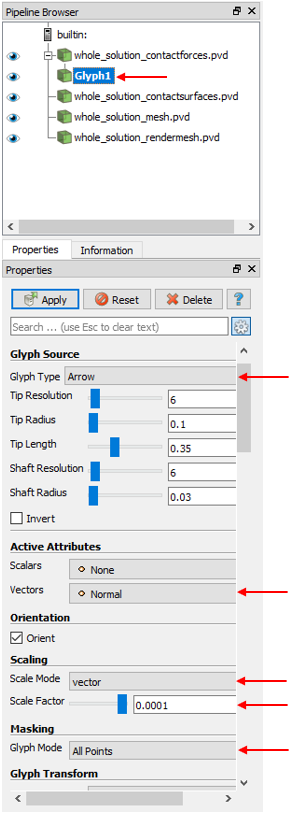 Pipeline Browser
builtin:
whole_solution_contactforces.pvd
Glyph1
whole_solution_contactsurfaces.pvd
whole_solution_mesh.pvd
whole_solution_rendermesh.pvd
Properties Information
Properties
Apply Reset Delete ?
Search ... (use Esc to clear text)
Glyph Source
Glyph Type Arrow
Tip Resolution 6
Tip Radius 0.1
Tip Length 0.35
Shaft Resolution 6
Shaft Radius 0.03
Invert
Active Attributes
Scalars None
Vectors Normal
Orientation
Orient
Scaling
Scale Mode vector
Scale Factor 0.0001
Masking
Glyph Mode All Points
Glyph Transform